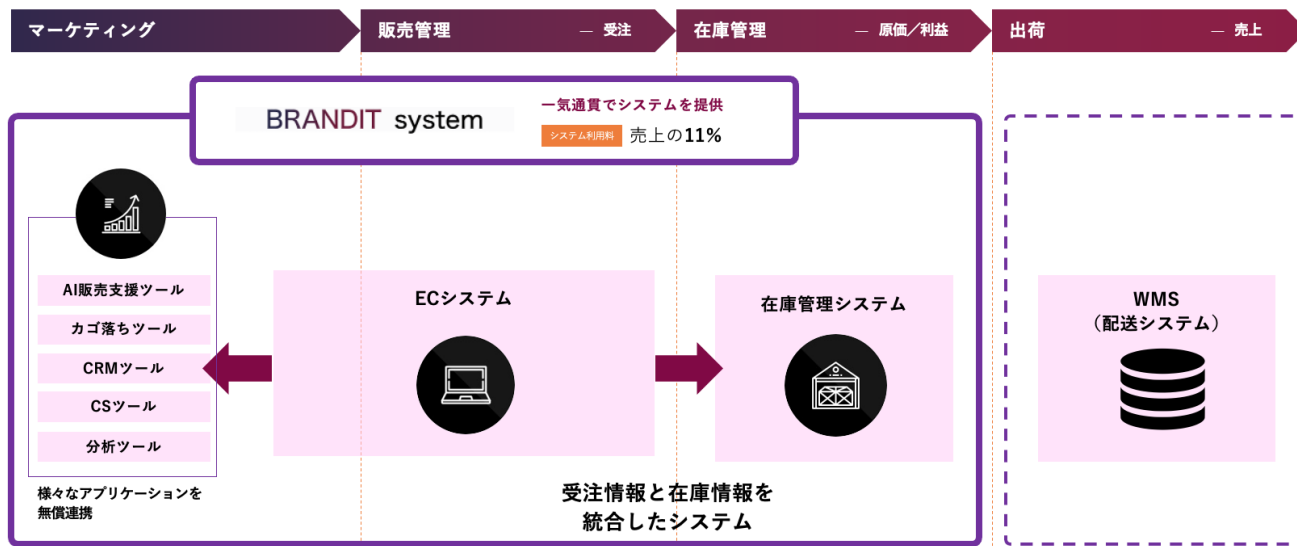 マーケティング
販売管理 — 受注
在庫管理 — 原価／利益
出荷 — 売上
BRANDIT system
一気通貫でシステムを提供
システム利用料 売上の11%
AI販売支援ツール
カゴ落ちツール
CRMツール
CSツール
分析ツール
様々なアプリケーションを
無償連携
ECシステム
在庫管理システム
受注情報と在庫情報を
統合したシステム
WMS
（配送システム）